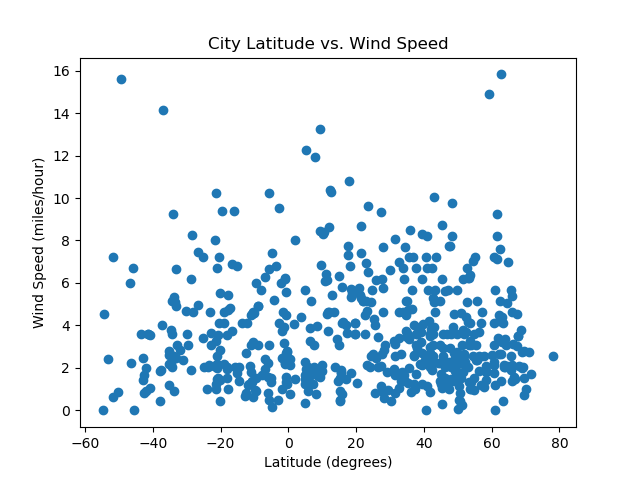 City Latitude vs. Wind Speed
16
14
12
10
8
6
4
2
0
Wind Speed (miles/hour)
−60 −40 −20 0 20 40 60 80
Latitude (degrees)